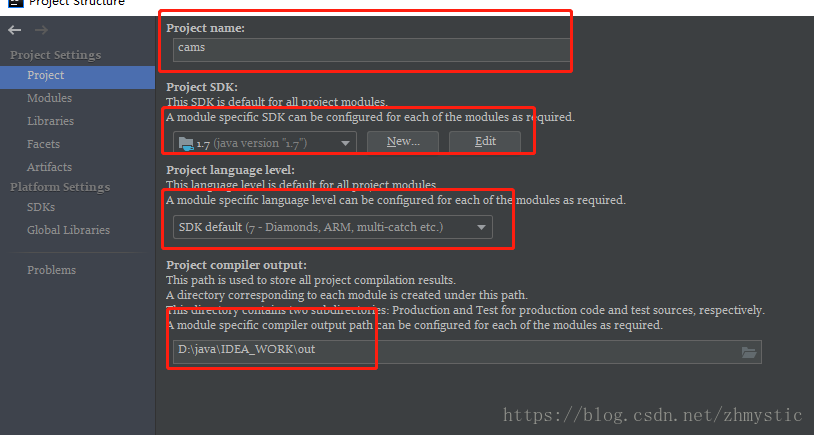 Project Structure
Project name:
cams
Project Settings
Project
Modules
Libraries
Facets
Artifacts
Platform Settings
SDKs
Global Libraries
Problems
Project SDK:
This SDK is default for all project modules.
A module specific SDK can be configured for each of the modules as required.
1.7 (java version "1.7")
New...
Edit
Project language level:
This language level is default for all project modules.
A module specific language level can be configured for each of the modules as required.
SDK default (7 - Diamonds, ARM, multi-catch etc.)
Project compiler output:
This path is used to store all project compilation results.
A directory corresponding to each module is created under this path.
This directory contains two subdirectories: Production and Test for production code and test sources, respectively.
A module specific compiler output path can be configured for each of the modules as required.
D:\java\IDEA_WORK\out
https://blog.csdn.net/zhmystic